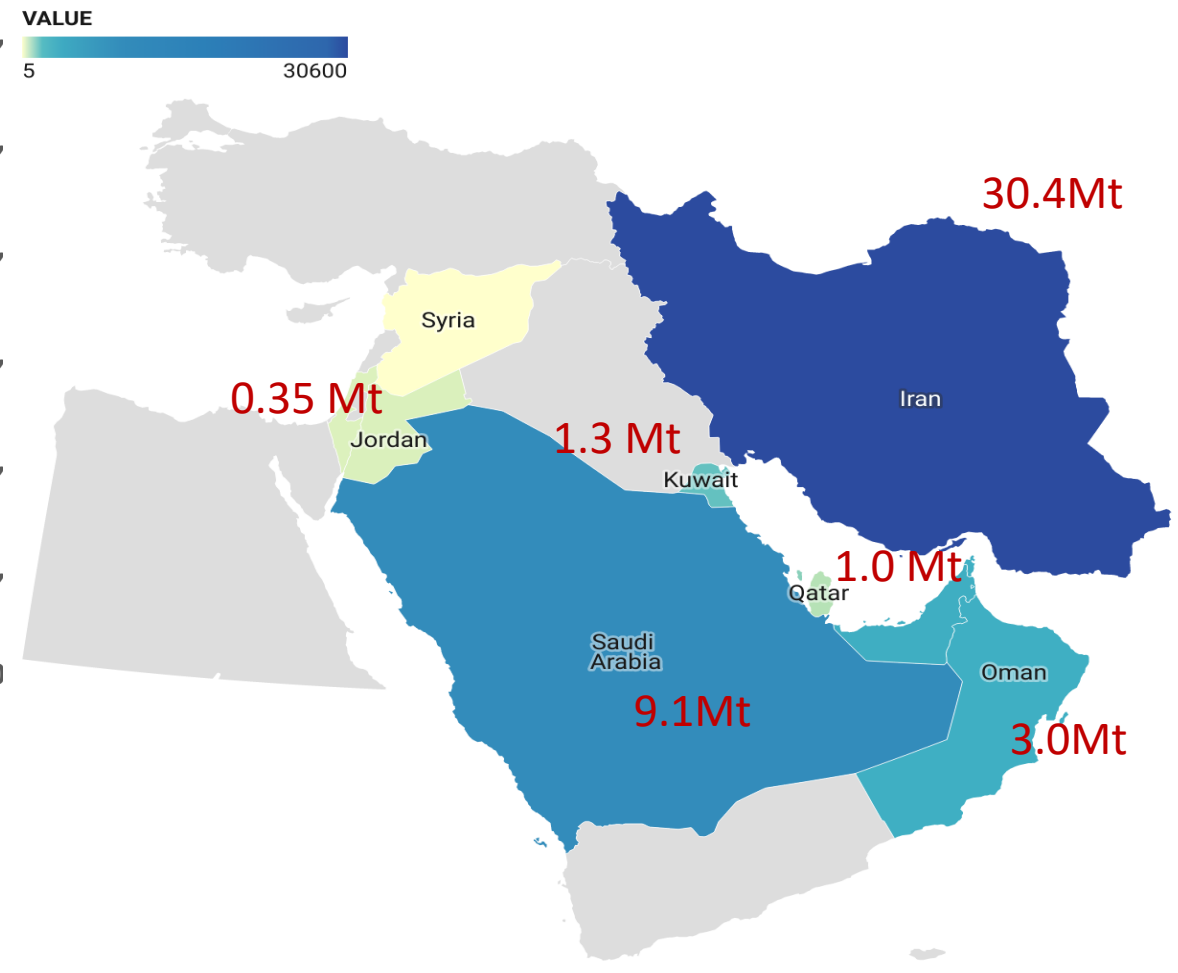 VALUE
5 30600
30.4Mt
Syria
0.35 Mt
Iran
Jordan
1.3 Mt
Kuwait
1.0 Mt
Qatar
Saudi
Arabia
Oman
9.1Mt
3.0Mt